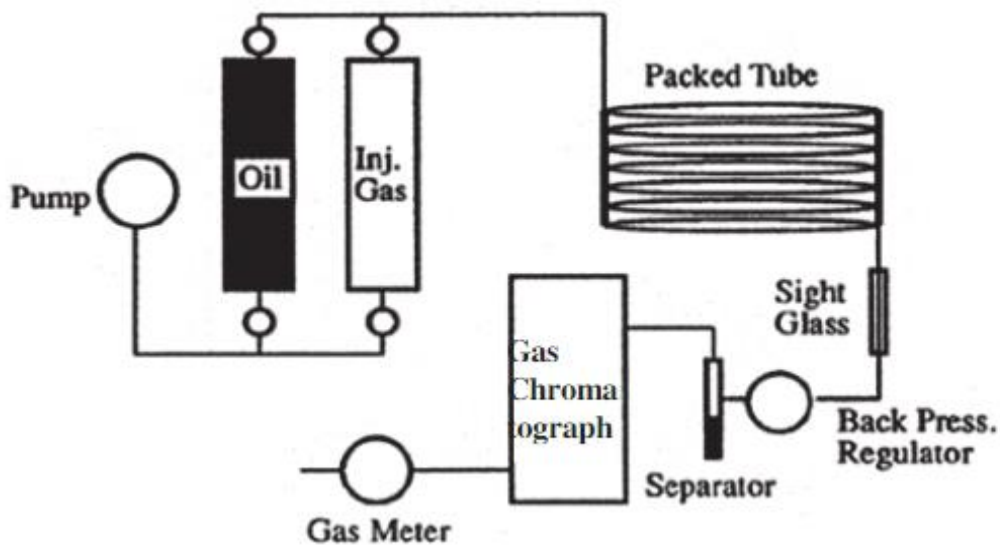 Packed Tube
Pump
Oil
Inj.
Gas
Sight
Glass
Gas
Chroma
tograph
Back Press.
Regulator
Separator
Gas Meter